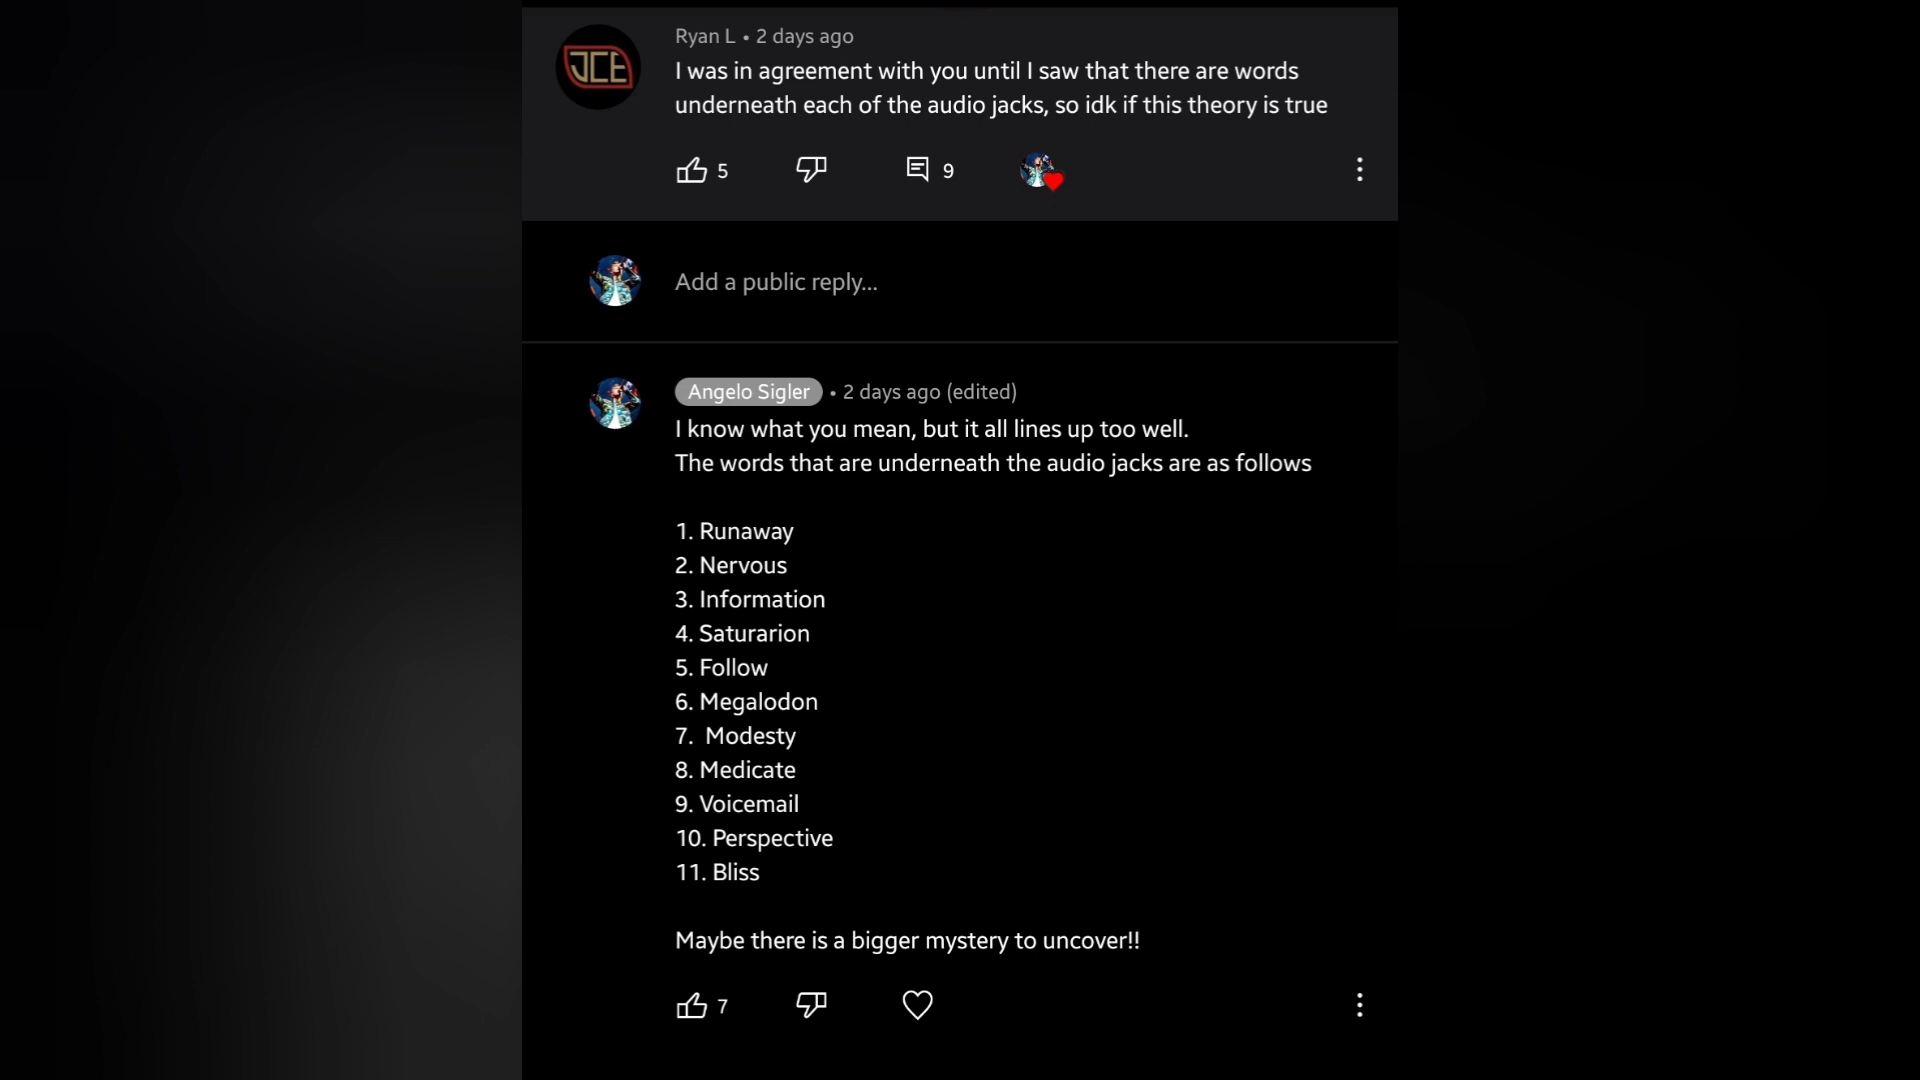 JCE
Ryan L • 2 days ago
I was in agreement with you until I saw that there are words
underneath each of the audio jacks, so idk if this theory is true
5
9
Add a public reply...
Angelo Sigler • 2 days ago (edited)
I know what you mean, but it all lines up too well.
The words that are underneath the audio jacks are as follows
1. Runaway
2. Nervous
3. Information
4. Saturarion
5. Follow
6. Megalodon
7.  Modesty
8. Medicate
9. Voicemail
10. Perspective
11. Bliss
Maybe there is a bigger mystery to uncover!!
7